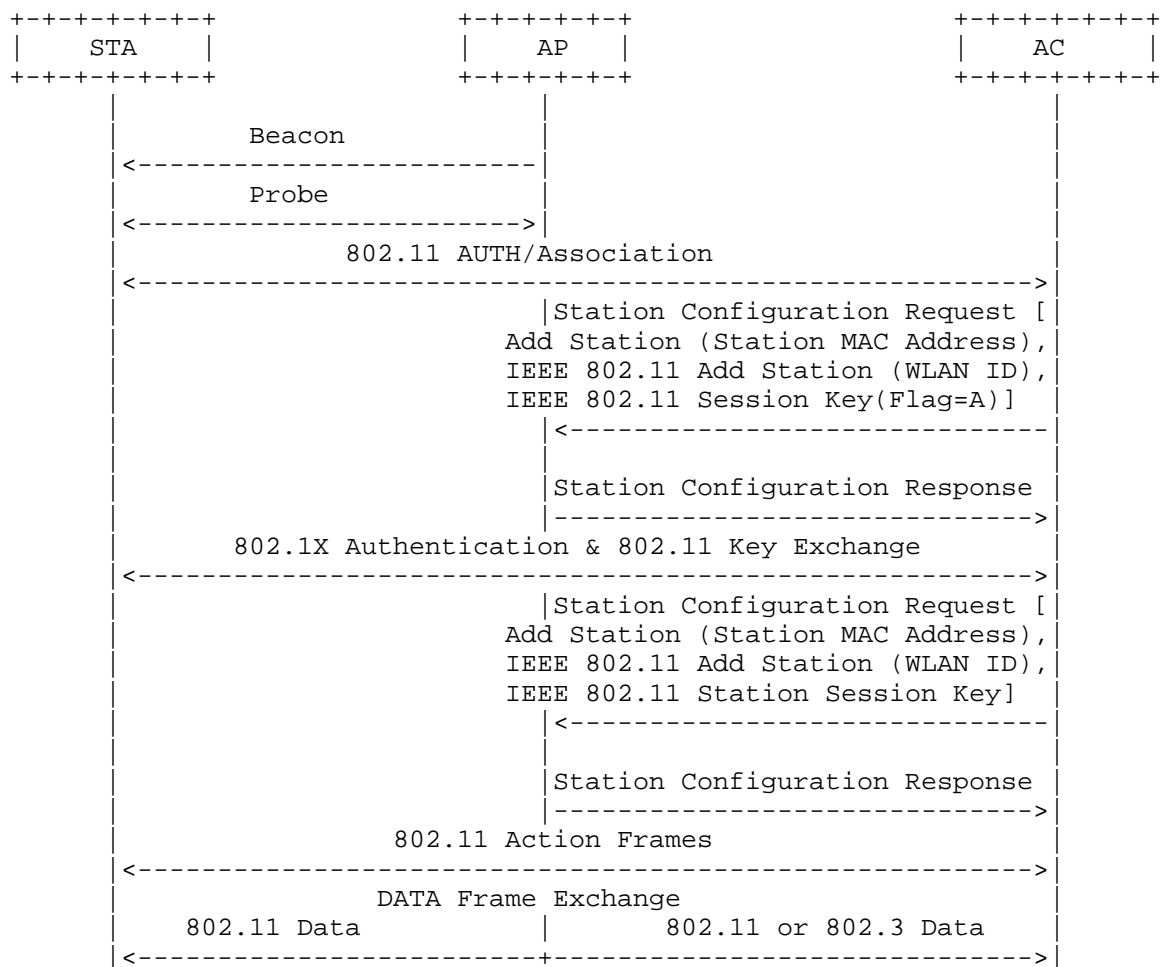 +-+-+-+-+-+-+                +-+-+-+-+-+                     +-+-+-+-+-+-+
|    STA    |                |    AP   |                     |    AC     |
+-+-+-+-+-+-+                +-+-+-+-+-+                     +-+-+-+-+-+-+
Beacon
Probe
802.11 AUTH/Association
Station Configuration Request [
Add Station (Station MAC Address),
IEEE 802.11 Add Station (WLAN ID),
IEEE 802.11 Session Key(Flag=A)]
Station Configuration Response
802.1X Authentication & 802.11 Key Exchange
Station Configuration Request [
Add Station (Station MAC Address),
IEEE 802.11 Add Station (WLAN ID),
IEEE 802.11 Station Session Key]
Station Configuration Response
802.11 Action Frames
DATA Frame Exchange
802.11 Data | 802.11 or 802.3 Data